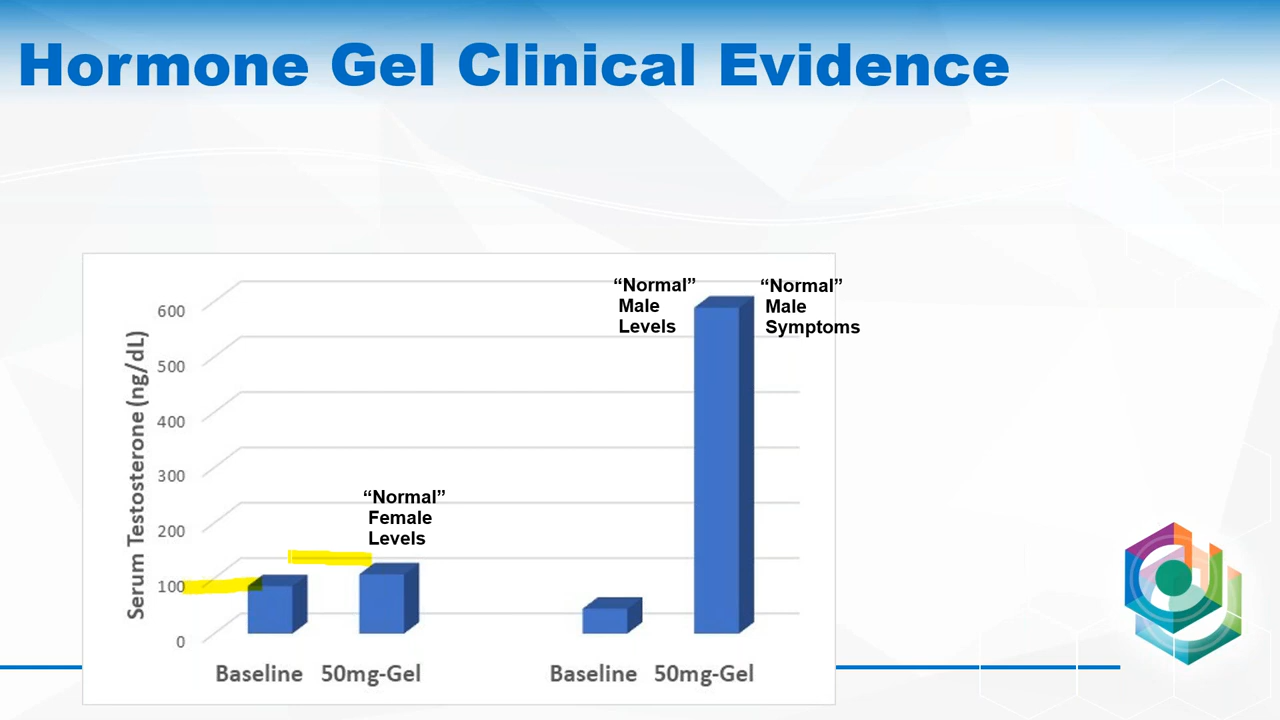 Hormone Gel Clinical Evidence
Serum Testosterone (ng/dL)
600
500
400
300
200
100
0
“Normal”
Female
Levels
“Normal”
Male
Levels
“Normal”
Male
Symptoms
Baseline
50mg-Gel
Baseline
50mg-Gel